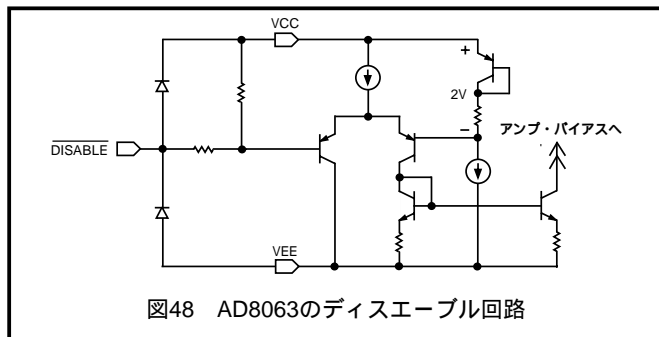 VCC
+
2V
−
アンプ・バイアスへ
DISABLE
VEE
図48 AD8063のディスエーブル回路